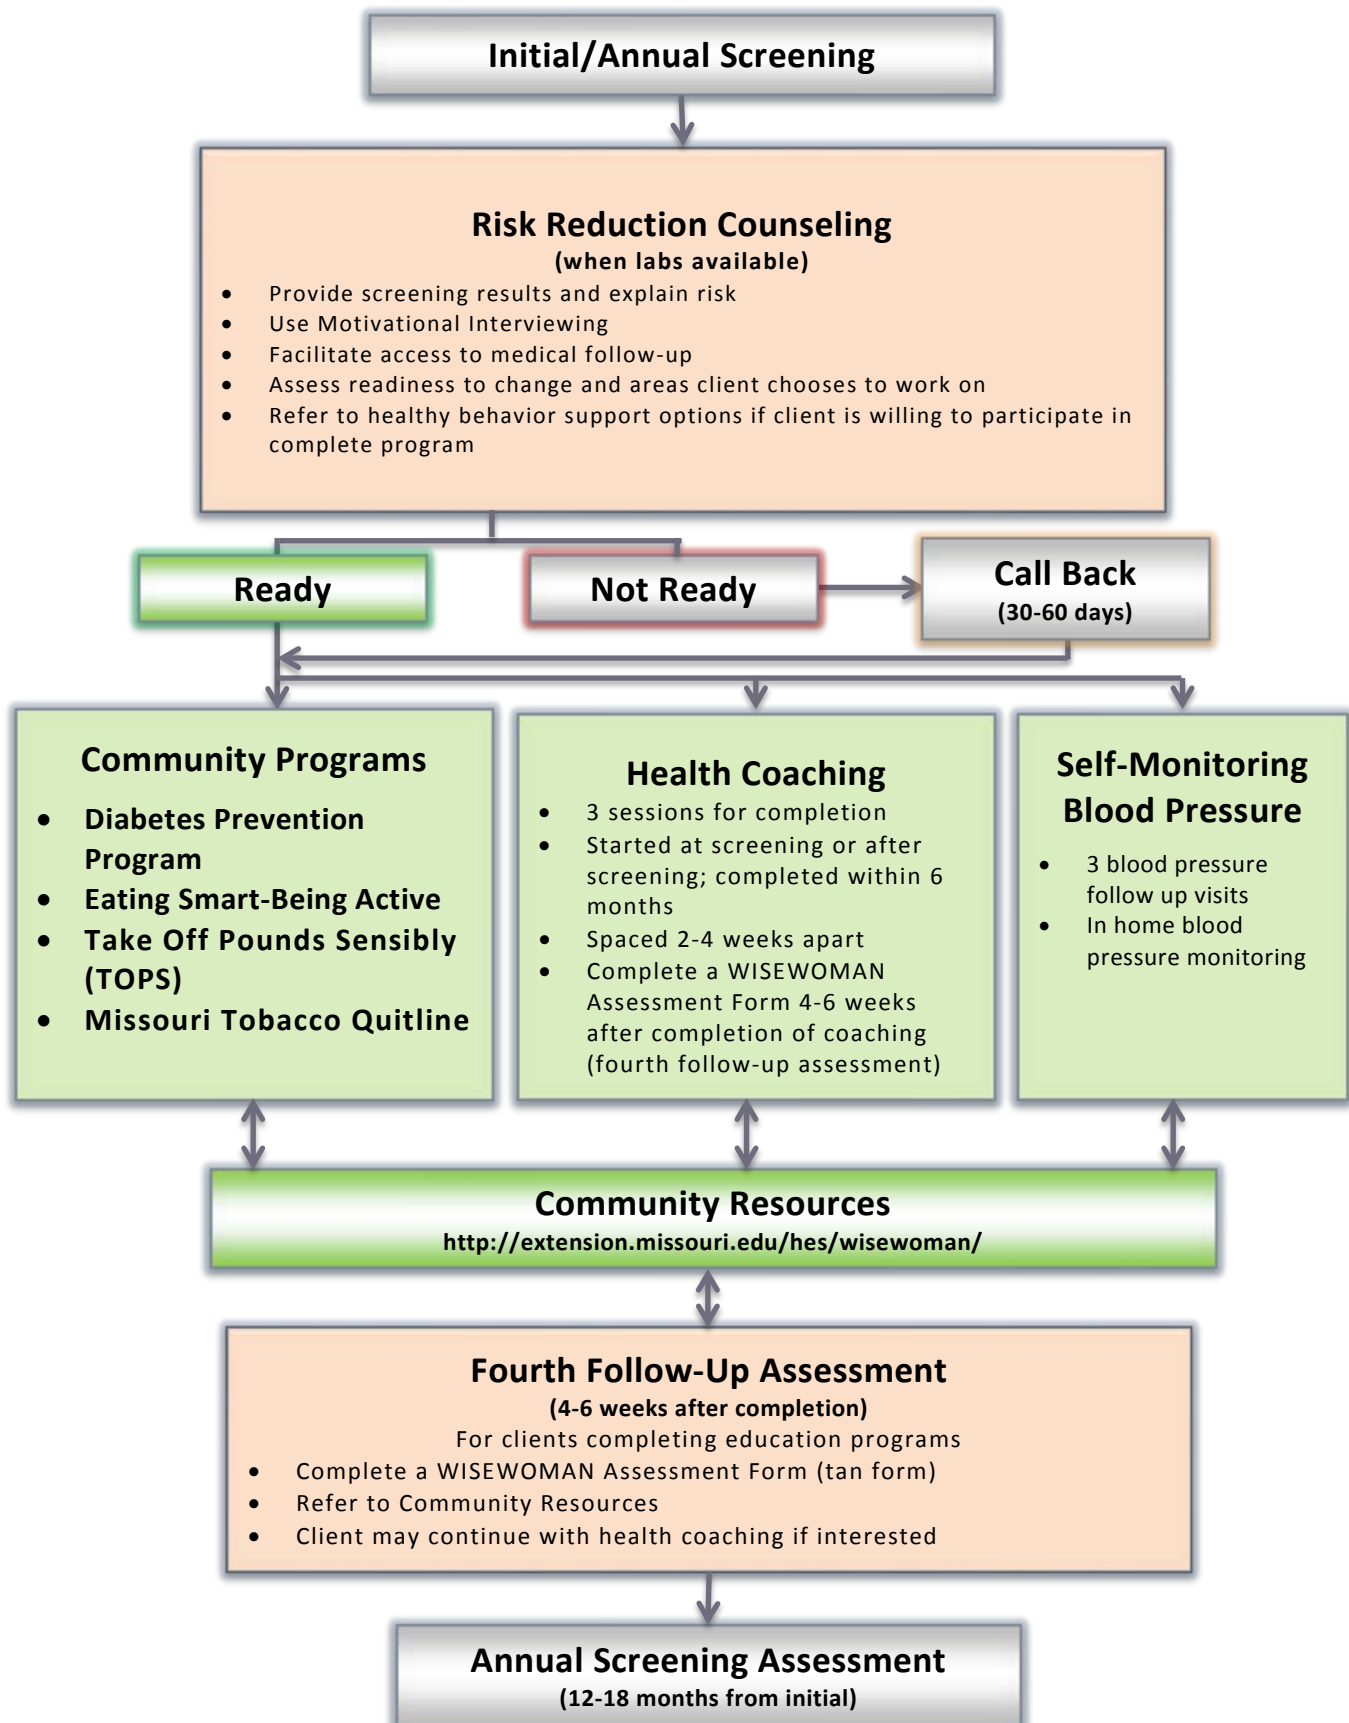 Initial/Annual Screening
Risk Reduction Counseling
(when labs available)
• Provide screening results and explain risk
• Use Motivational Interviewing
• Facilitate access to medical follow-up
• Assess readiness to change and areas client chooses to work on
• Refer to healthy behavior support options if client is willing to participate in
complete program
Ready
Not Ready
Call Back
(30-60 days)
Community Programs
• Diabetes Prevention
Program
• Eating Smart-Being Active
• Take Off Pounds Sensibly
(TOPS)
• Missouri Tobacco Quitline
Health Coaching
• 3 sessions for completion
• Started at screening or after
screening; completed within 6
months
• Spaced 2-4 weeks apart
• Complete a WISEWOMAN
Assessment Form 4-6 weeks
after completion of coaching
(fourth follow-up assessment)
Self-Monitoring
Blood Pressure
• 3 blood pressure
follow up visits
• In home blood
pressure monitoring
Community Resources
http://extension.missouri.edu/hes/wisewoman/
Fourth Follow-Up Assessment
(4-6 weeks after completion)
For clients completing education programs
• Complete a WISEWOMAN Assessment Form (tan form)
• Refer to Community Resources
• Client may continue with health coaching if interested
Annual Screening Assessment
(12-18 months from initial)